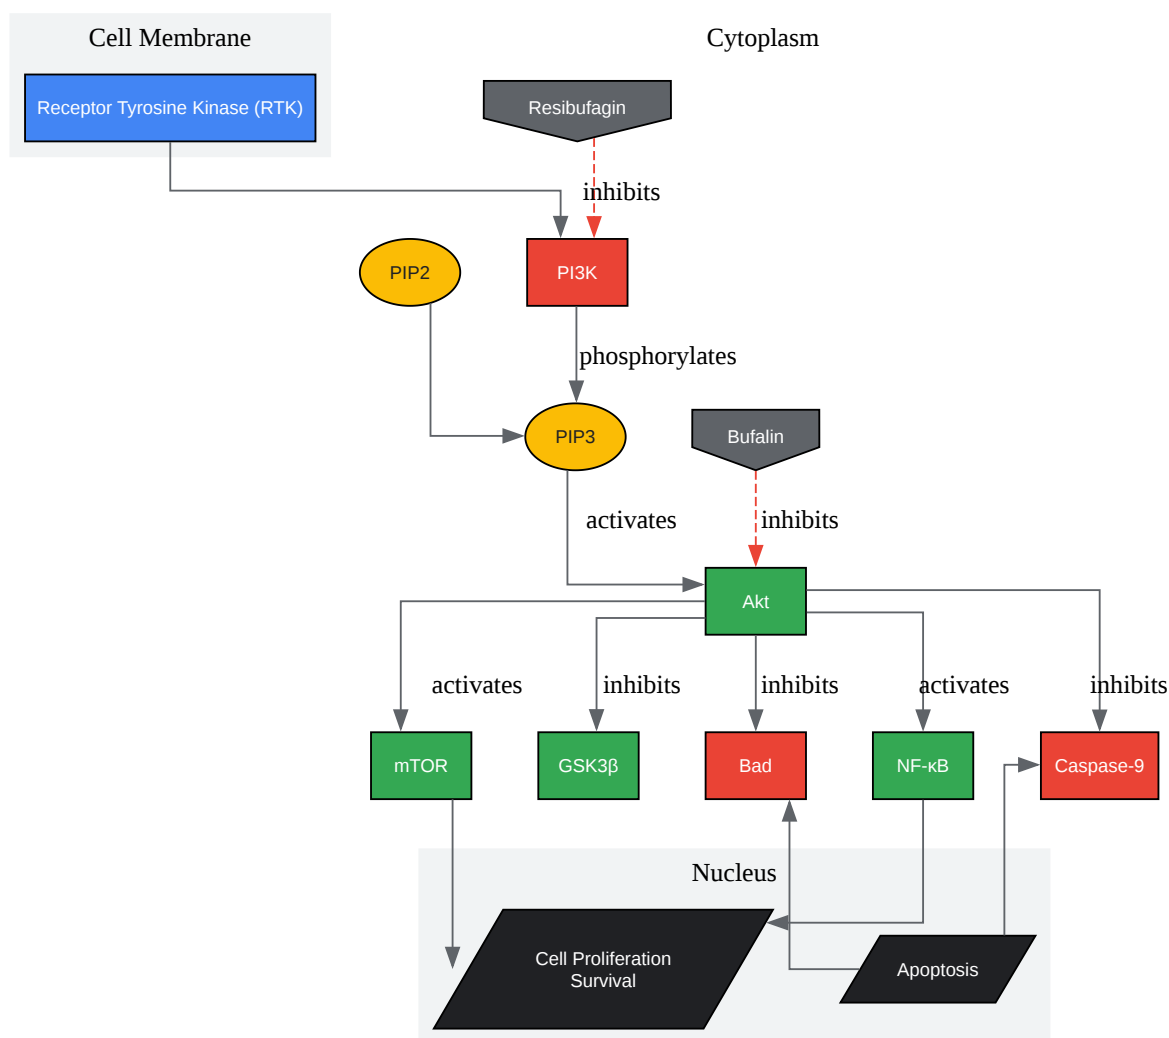 Cell Membrane
Cytoplasm
Receptor Tyrosine Kinase (RTK)
Resibufagin
inhibits
PIP2
PI3K
phosphorylates
PIP3
Bufalin
activates
inhibits
Akt
activates
inhibits
inhibits
activates
inhibits
mTOR
GSK3β
Bad
NF-κB
Caspase-9
Nucleus
Cell Proliferation
Survival
Apoptosis